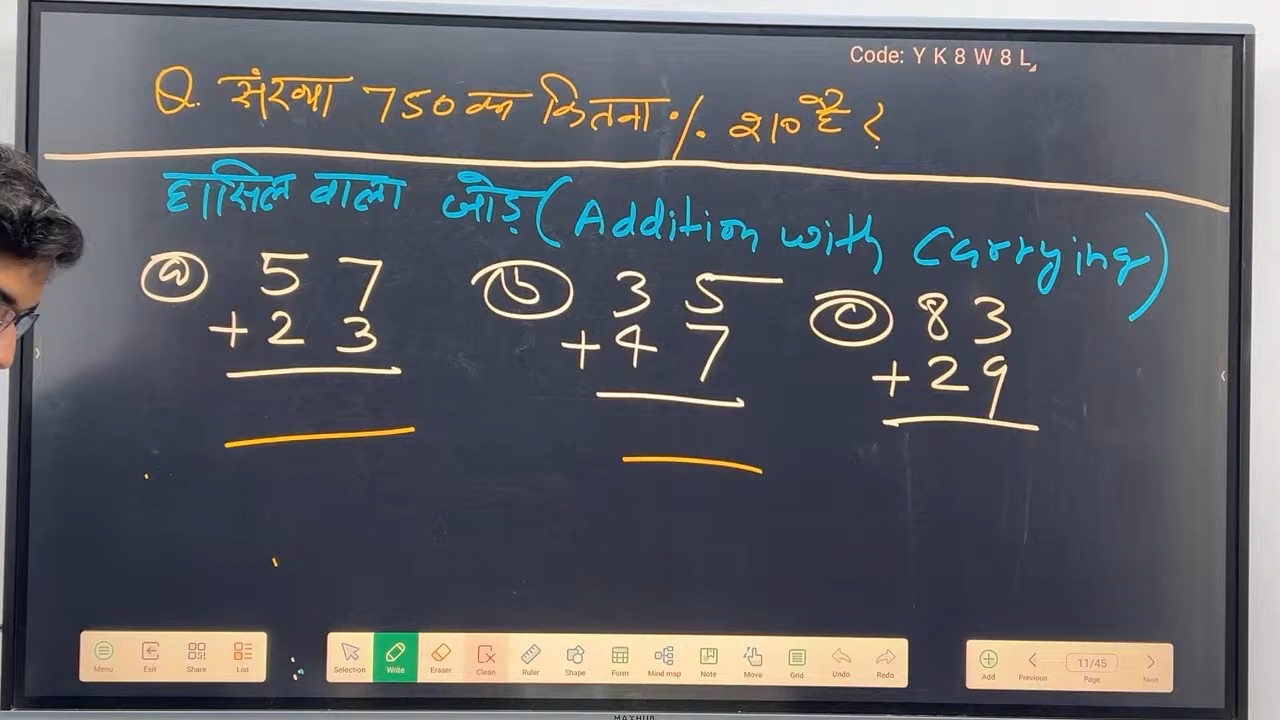 Code: Y K 8 W 8 L
Q. संख्या 750 का कितना % 210 है ?
हासिल वाला जोड़ (Addition with Carrying)
(a) 57
+ 23
(b) 35
+ 47
(c) 83
+ 29
Menu Exit Share List
Selection Write Eraser Clean Ruler Shape Form Mind map Note Move Grid Undo Redo
Add Previous 11/45 Page Next
MAXHUB